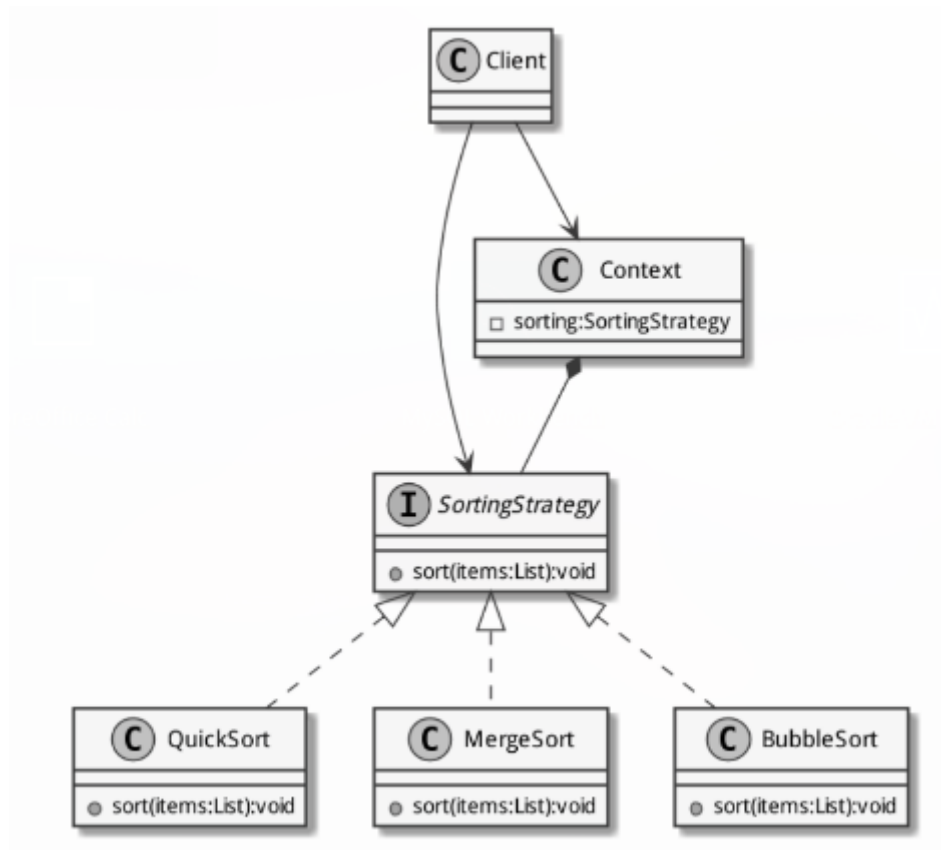 C Client
C Context
sorting:SortingStrategy
I SortingStrategy
sort(items:List):void
C QuickSort
C MergeSort
C BubbleSort
sort(items:List):void
sort(items:List):void
sort(items:List):void